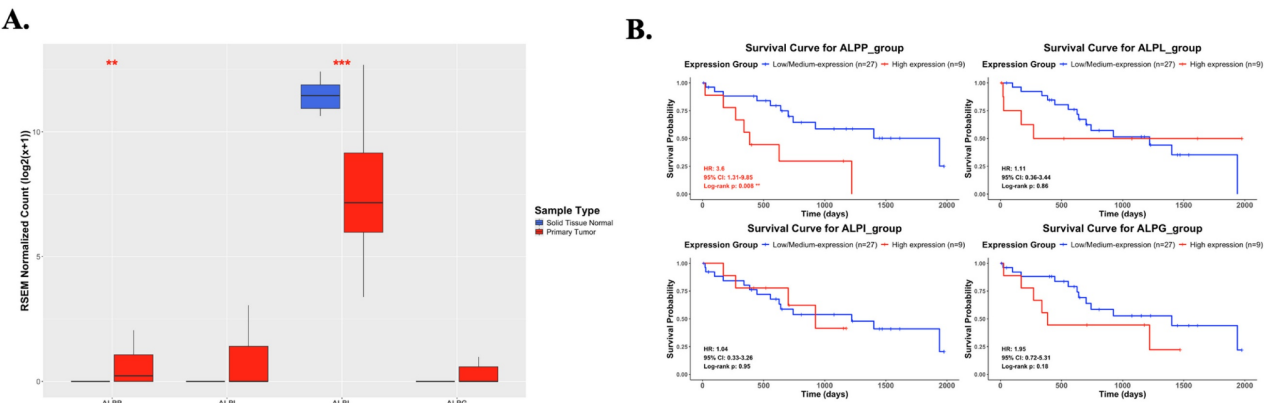 A.
RSEM Normalized Count (log2(x+1))
10
5
0
**
***
Sample Type
Solid Tissue Normal
Primary Tumor
B.
Survival Curve for ALPP_group
Expression Group Low/Medium-expression (n=27) High expression (n=9)
Survival Probability
1.00
0.75
0.50
0.25
0.00
HR: 3.6
95% CI: 1.31-9.85
Log-rank p: 0.008 **
0 500 1000 1500 2000
Time (days)
Survival Curve for ALPL_group
Expression Group Low/Medium-expression (n=27) High expression (n=9)
Survival Probability
1.00
0.75
0.50
0.25
0.00
HR: 1.11
95% CI: 0.36-3.44
Log-rank p: 0.86
0 500 1000 1500 2000
Time (days)
Survival Curve for ALPI_group
Expression Group Low/Medium-expression (n=27) High expression (n=9)
Survival Probability
1.00
0.75
0.50
0.25
0.00
HR: 1.04
95% CI: 0.33-3.26
Log-rank p: 0.95
0 500 1000 1500 2000
Time (days)
Survival Curve for ALPG_group
Expression Group Low/Medium-expression (n=27) High expression (n=9)
Survival Probability
1.00
0.75
0.50
0.25
0.00
HR: 1.95
95% CI: 0.72-5.31
Log-rank p: 0.18
0 500 1000 1500 2000
Time (days)